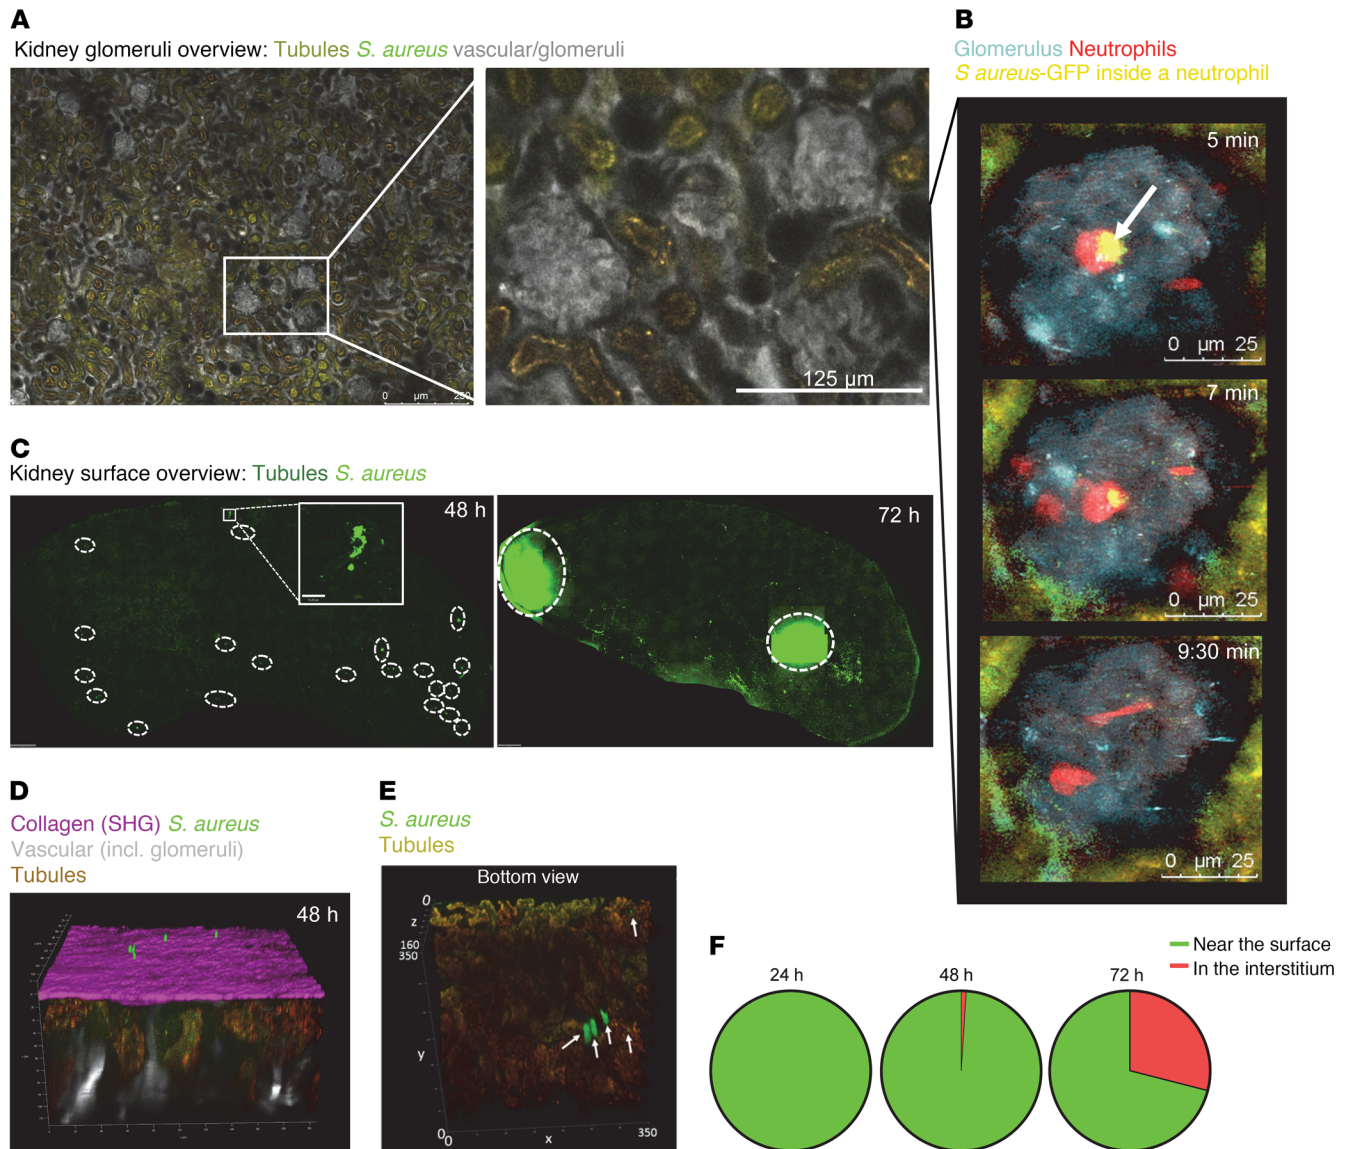 A
Kidney glomeruli overview: Tubules S. aureus vascular/glomeruli
0 µm 250
125 µm
B
Glomerulus Neutrophils
S aureus-GFP inside a neutrophil
5 min
0 µm 25
7 min
0 µm 25
9:30 min
0 µm 25
C
Kidney surface overview: Tubules S. aureus
48 h
72 h
D
Collagen (SHG) S. aureus
Vascular (incl. glomeruli)
Tubules
48 h
E
S. aureus
Tubules
Bottom view
0
z
160
350
y
0
0
x
350
F
Near the surface
In the interstitium
24 h
48 h
72 h